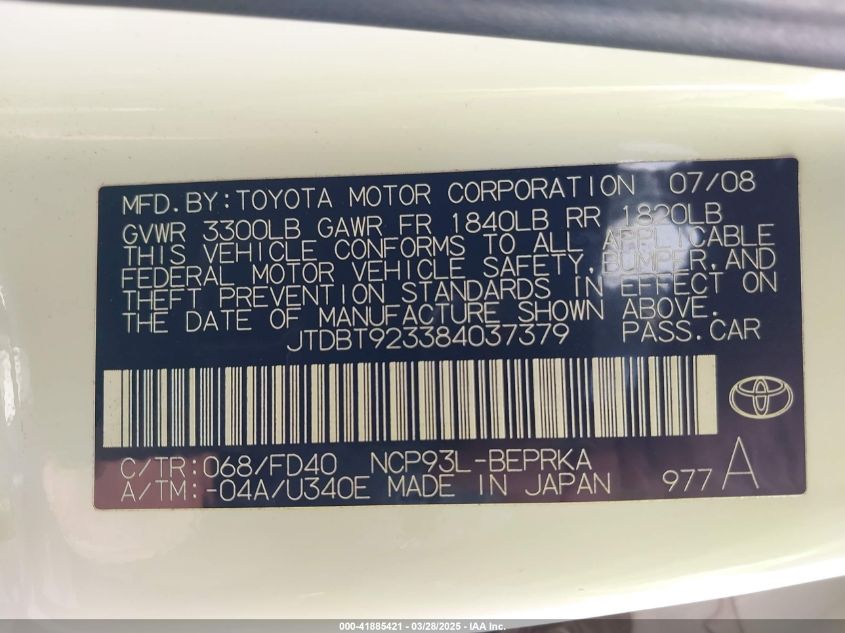 MFD.BY:TOYOTA MOTOR CORPORATION 07/08
GVWR 3300LB GAWR FR 1840LB RR 1820LB
THIS VEHICLE CONFORMS TO ALL APPLICABLE
FEDERAL MOTOR VEHICLE SAFETY,BUMPER,AND
THEFT PREVENTION STANDARDS IN EFFECT ON
THE DATE OF MANUFACTURE SHOWN ABOVE.
JTDBT923384037379 PASS.CAR
C/TR:068/FD40 NCP93L-BEPRKA
A/TM:-04A/U340E MADE IN JAPAN 977 A
000-41885421 - 03/28/2025 - IAA Inc.